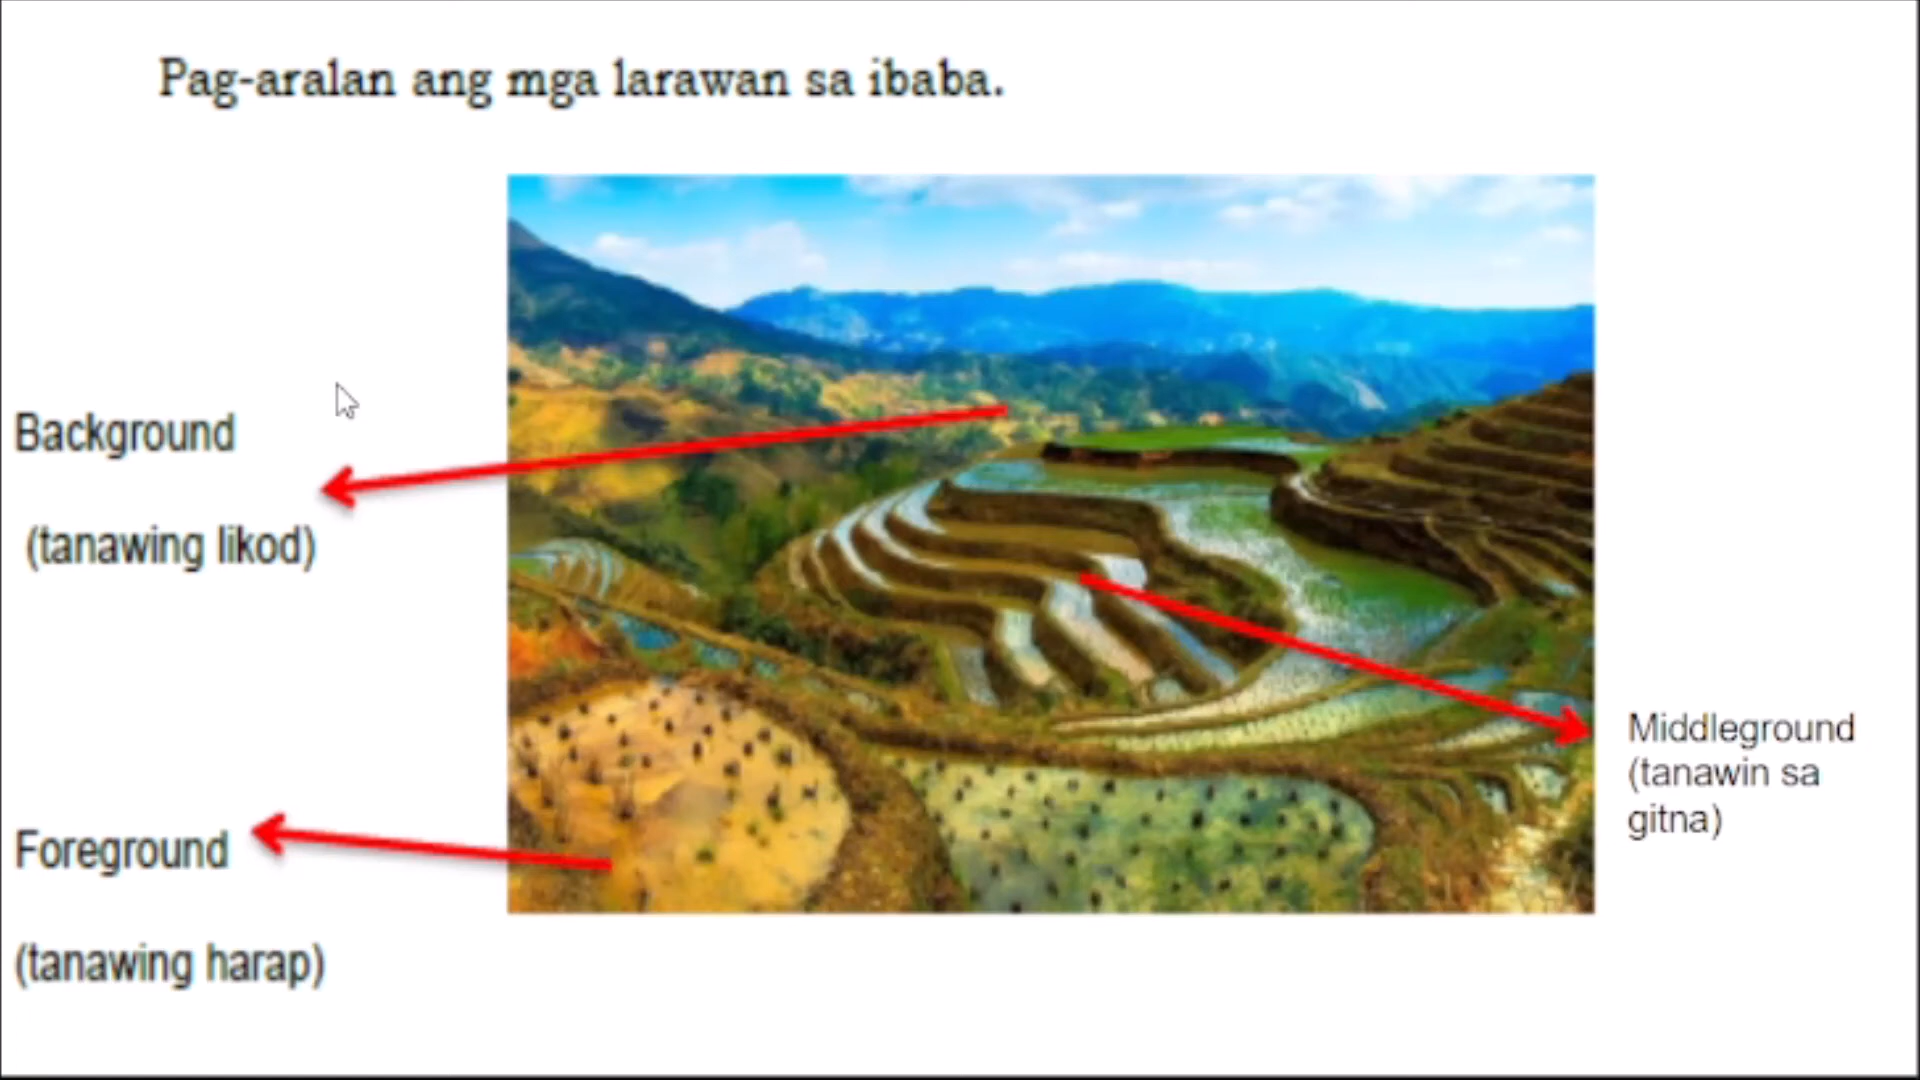 Pag-aralan ang mga larawan sa ibaba.
Background
(tanawing likod)
Middleground
(tanawin sa
gitna)
Foreground
(tanawing harap)